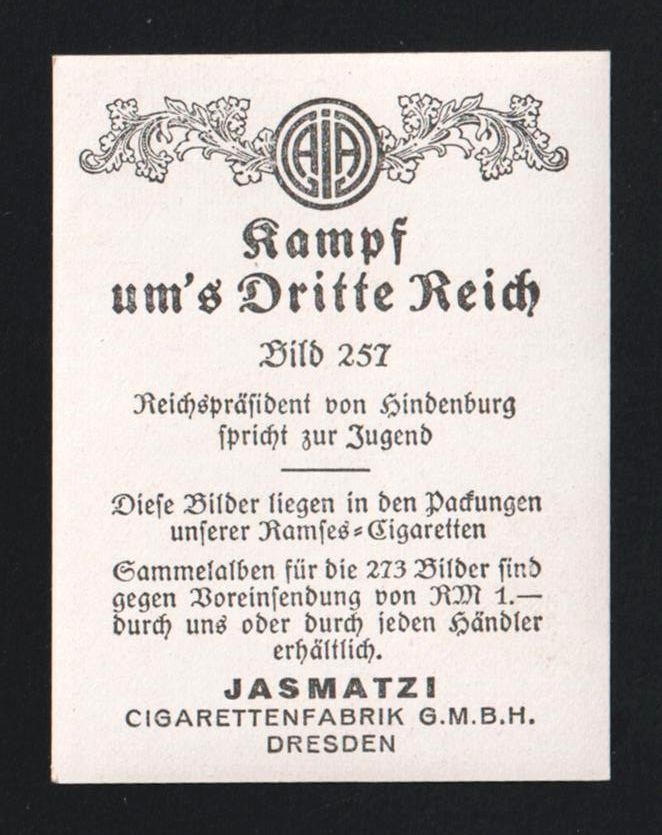 Kampf
um's Dritte Reich
Bild 257
Reichspräsident von Hindenburg
spricht zur Jugend
Diese Bilder liegen in den Packungen
unserer Ramses-Cigaretten
Sammelalben für die 273 Bilder sind
gegen Voreinsendung von RM 1.—
durch uns oder durch jeden Händler
erhältlich.
JASMATZI
CIGARETTENFABRIK G.M.B.H.
DRESDEN